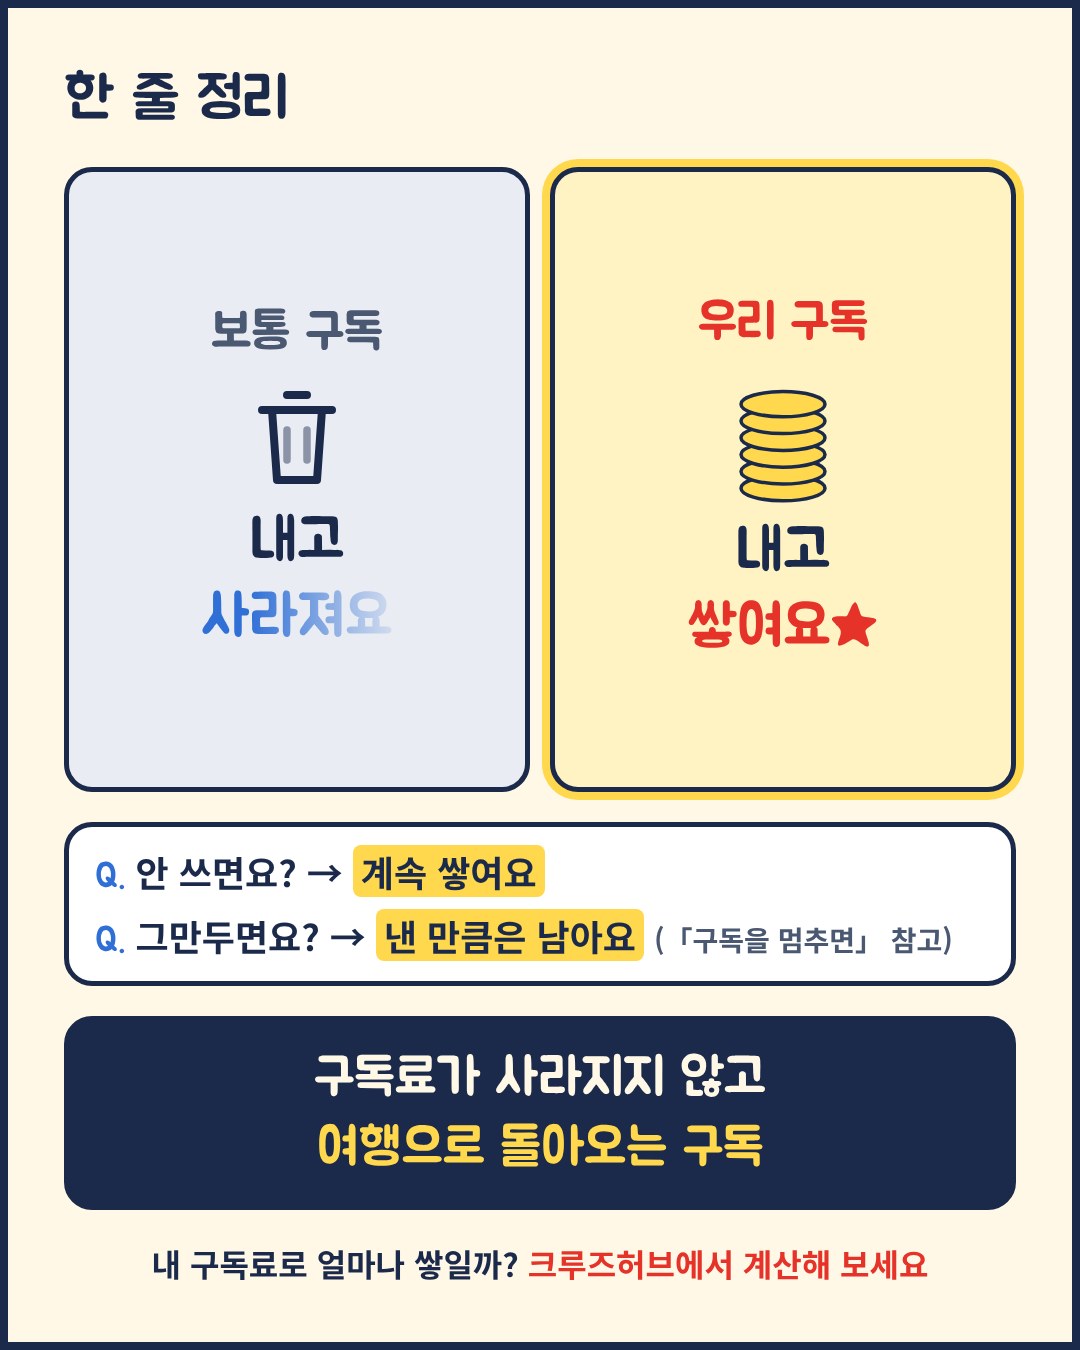 한 줄 정리
보통 구독
내고
사라져요
우리 구독
내고
쌓여요★
Q. 안 쓰면요? → 계속 쌓여요
Q. 그만두면요? → 낸 만큼은 남아요 (「구독을 멈추면」 참고)
구독료가 사라지지 않고
여행으로 돌아오는 구독
내 구독료로 얼마나 쌓일까? 크루즈허브에서 계산해 보세요